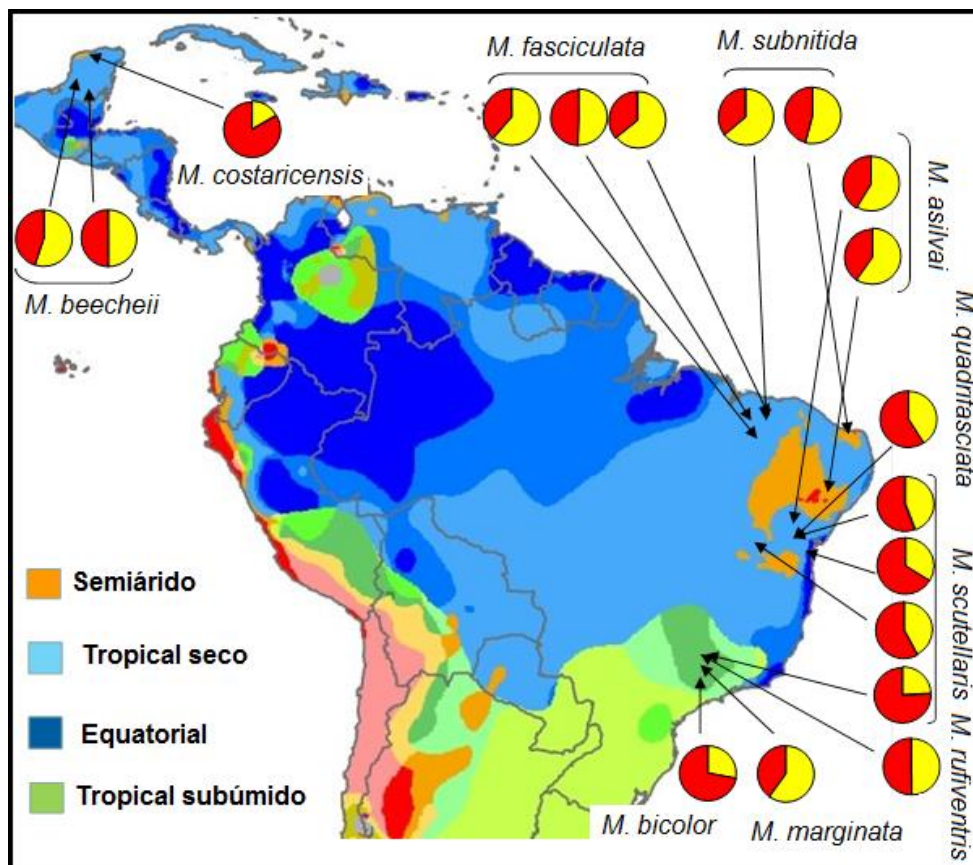 M. fasciculata
M. subnitida
M. costaricensis
M. asilvai
M. beecheii
M. quadrifasciata
Semiárido
Tropical seco
M. scutellaris
Equatorial
Tropical subúmido
M. rufiventris
M. bicolor
M. marginata